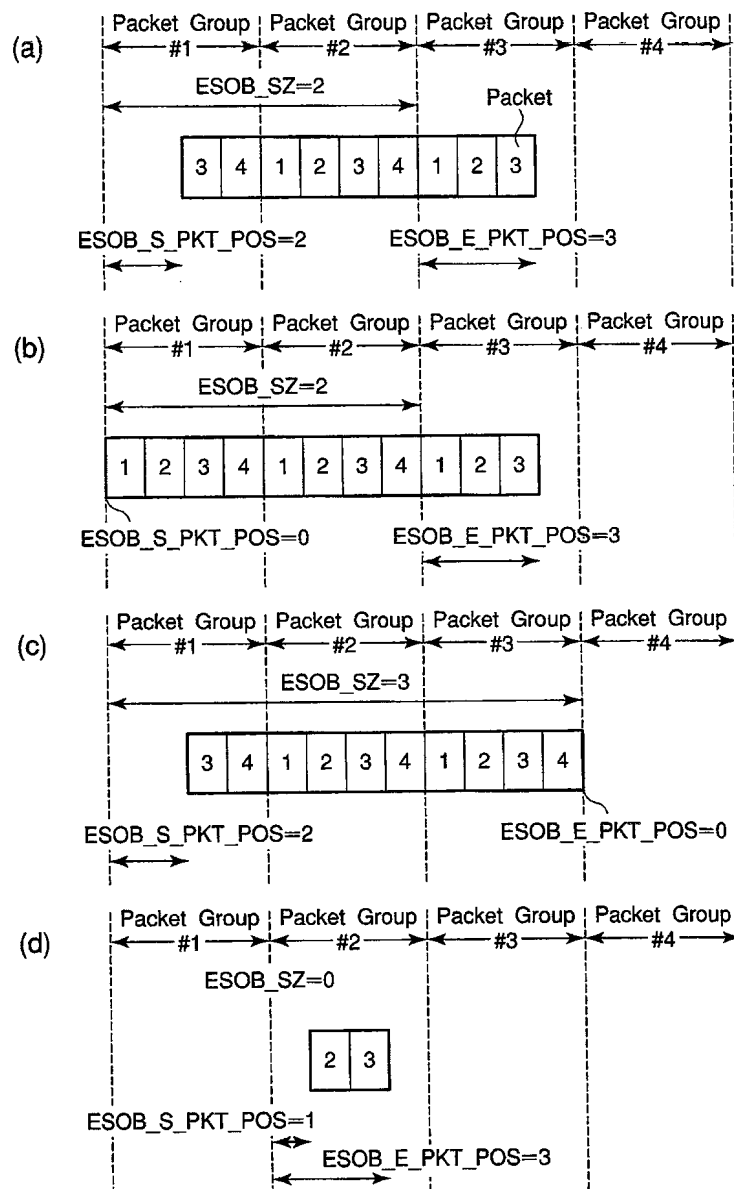 (a)
Packet Group Packet Group Packet Group Packet Group
#1 #2 #3 #4
ESOB_SZ=2
Packet
3 4 1 2 3 4 1 2 3
ESOB_S_PKT_POS=2 ESOB_E_PKT_POS=3
(b)
Packet Group Packet Group Packet Group Packet Group
#1 #2 #3 #4
ESOB_SZ=2
1 2 3 4 1 2 3 4 1 2 3
ESOB_S_PKT_POS=0 ESOB_E_PKT_POS=3
(c)
Packet Group Packet Group Packet Group Packet Group
#1 #2 #3 #4
ESOB_SZ=3
3 4 1 2 3 4 1 2 3 4
ESOB_S_PKT_POS=2 ESOB_E_PKT_POS=0
(d)
Packet Group Packet Group Packet Group Packet Group
#1 #2 #3 #4
ESOB_SZ=0
2 3
ESOB_S_PKT_POS=1
ESOB_E_PKT_POS=3